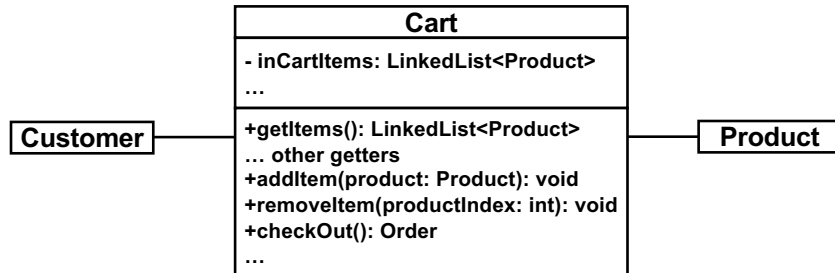 Cart
- inCartItems: LinkedList<Product>
...
Customer
+getItems(): LinkedList<Product>
... other getters
+addItem(product: Product): void
+removeItem(productIndex: int): void
+checkOut(): Order
...
Product